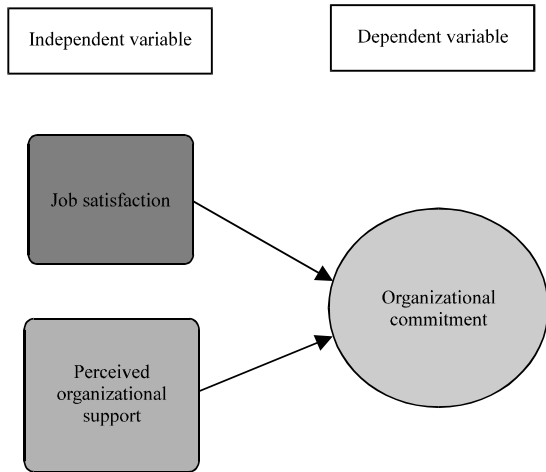 Independent variable
Dependent variable
Job satisfaction
Organizational
commitment
Perceived
organizational
support